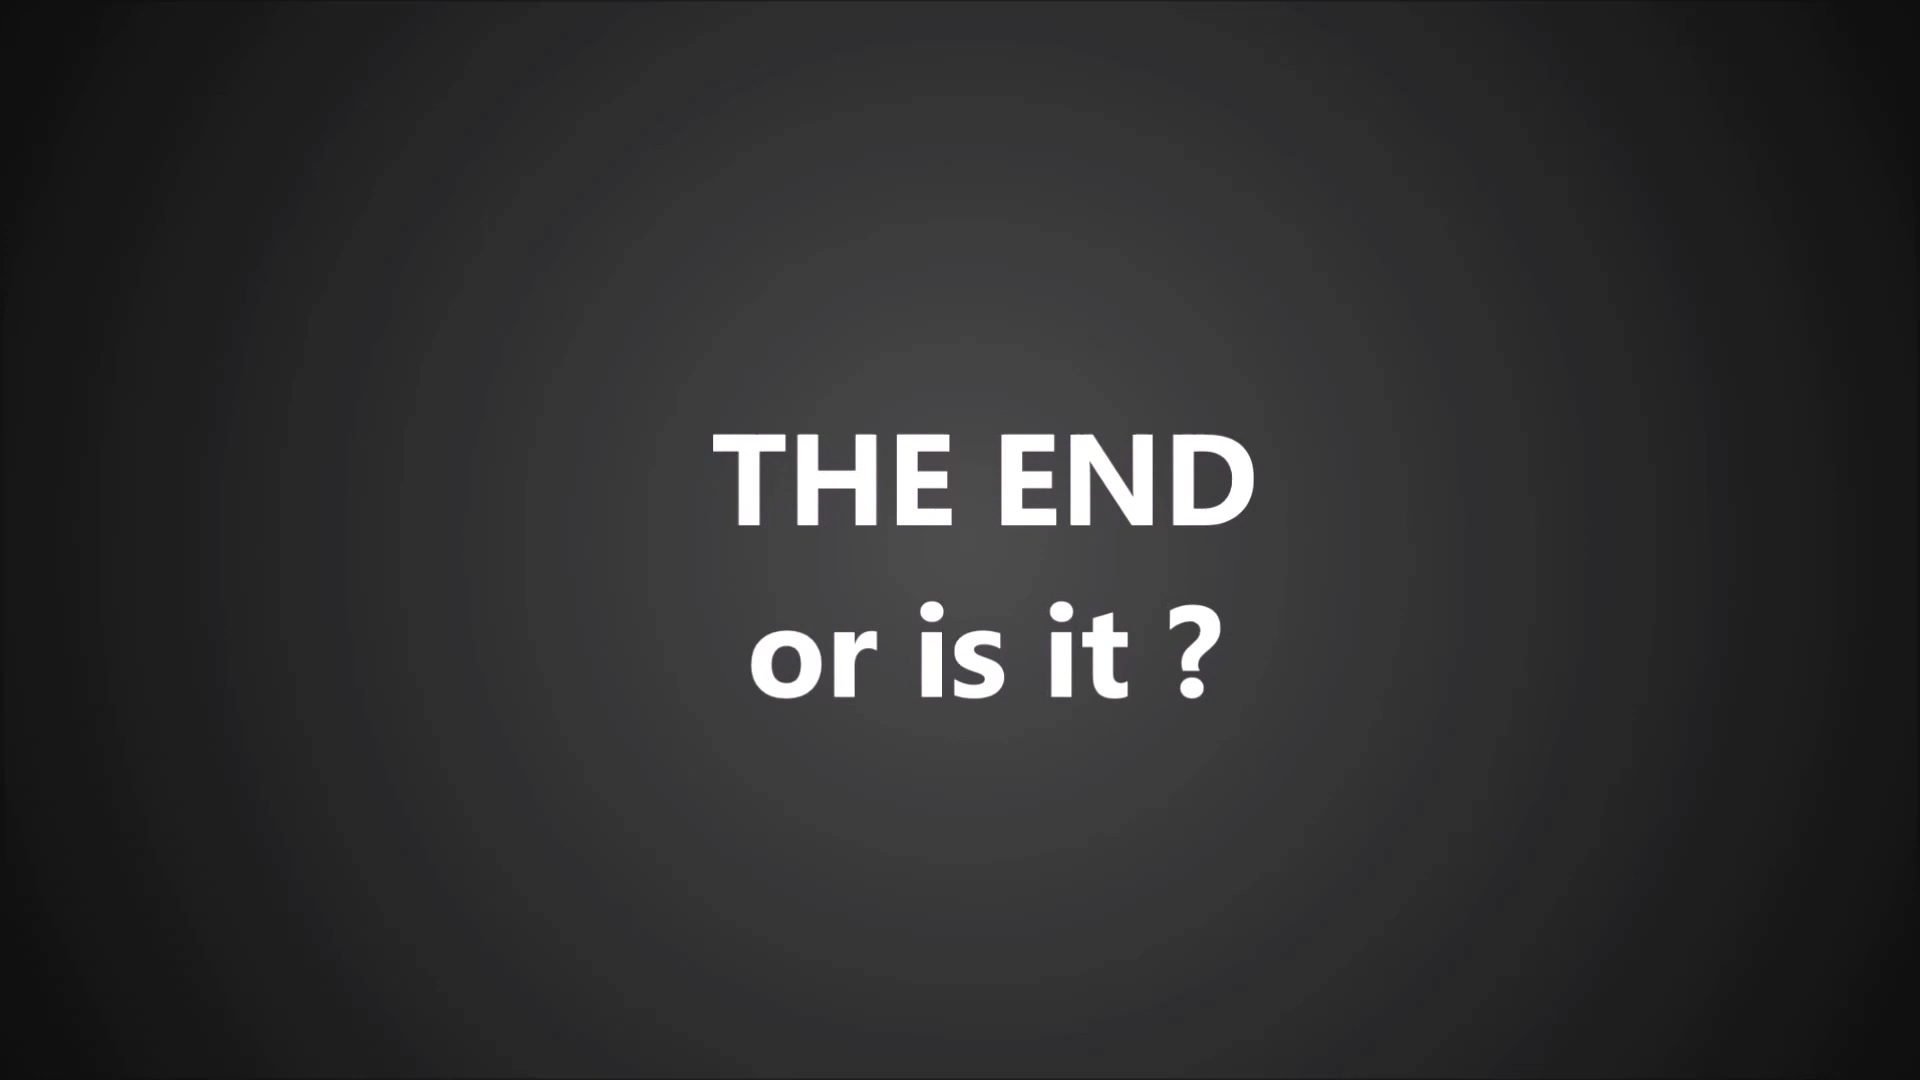 THE END
or is it ?